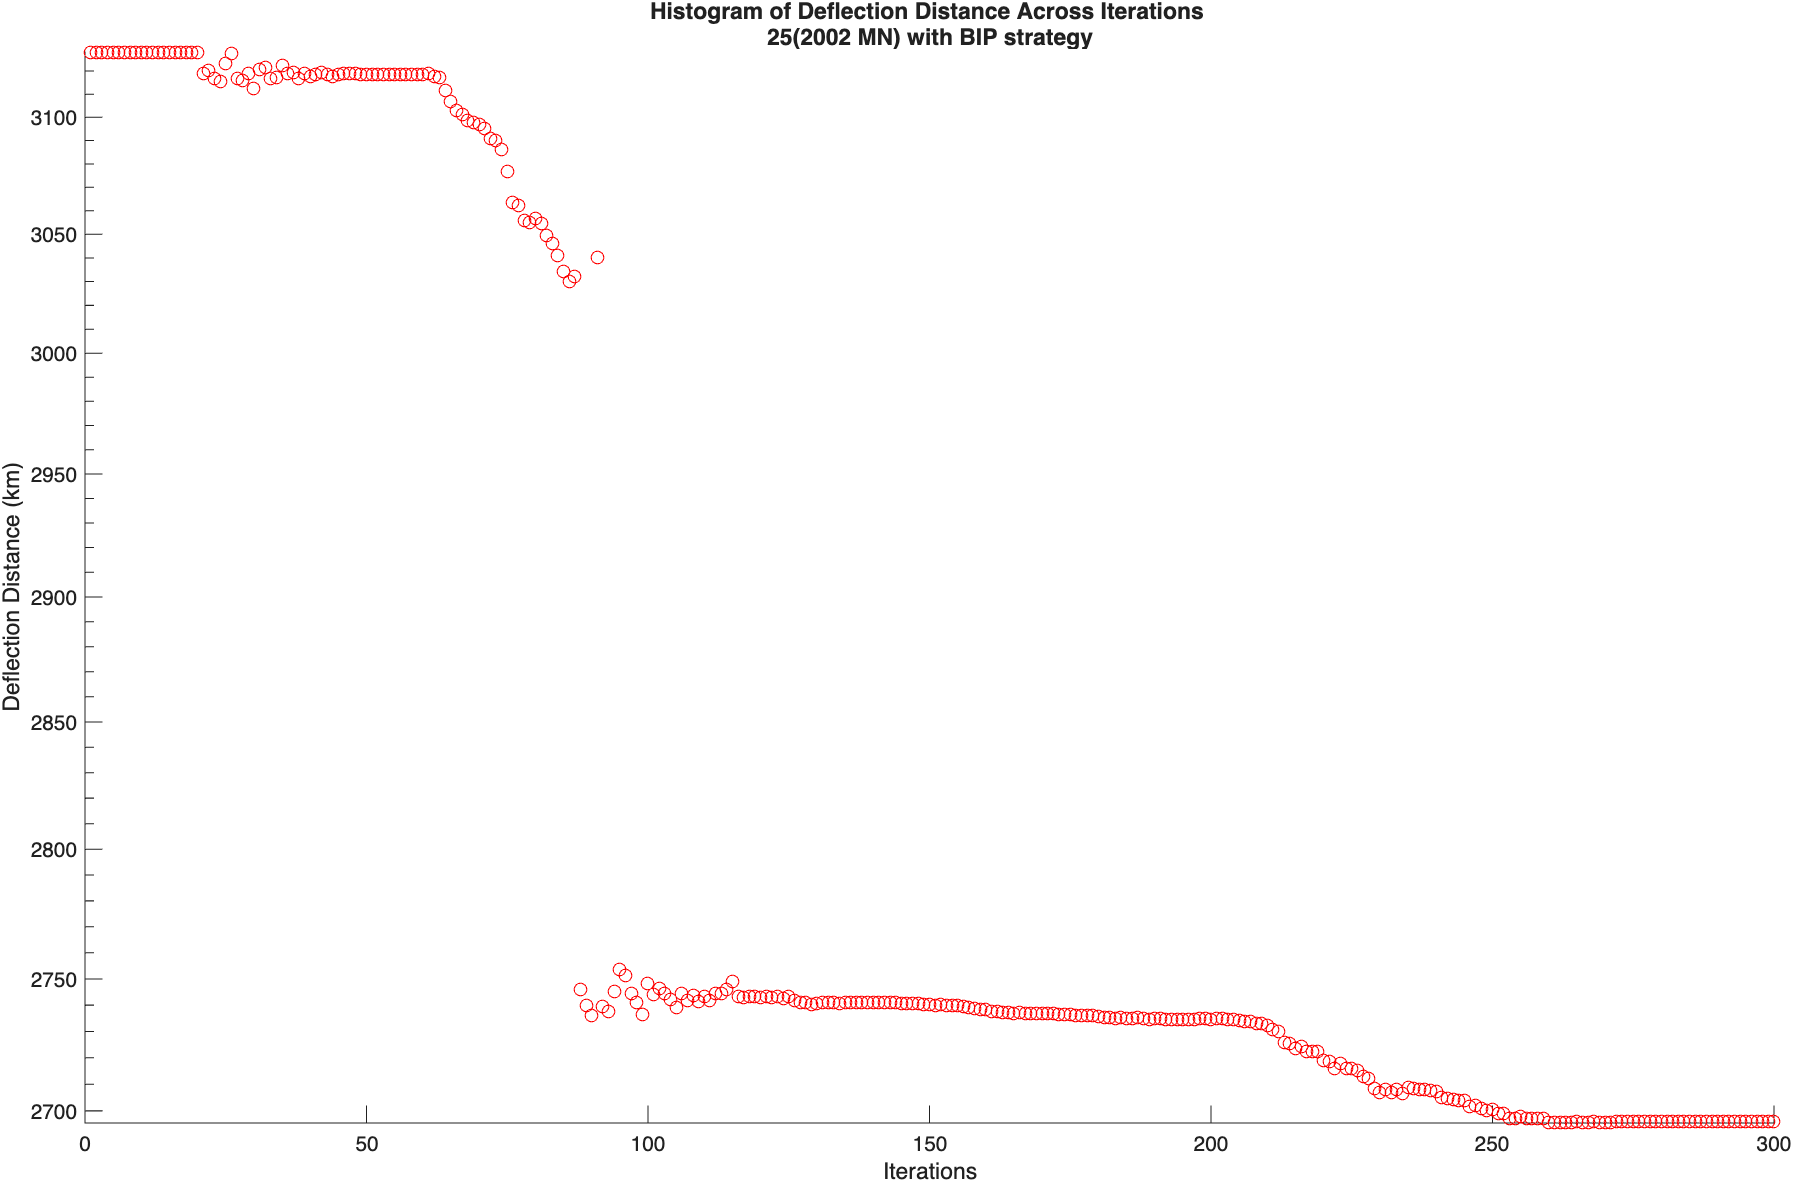 Histogram of Deflection Distance Across Iterations
25(2002 MN) with BIP strategy
Deflection Distance (km)
3100
3050
3000
2950
2900
2850
2800
2750
2700
0 50 100 150 200 250 300
Iterations